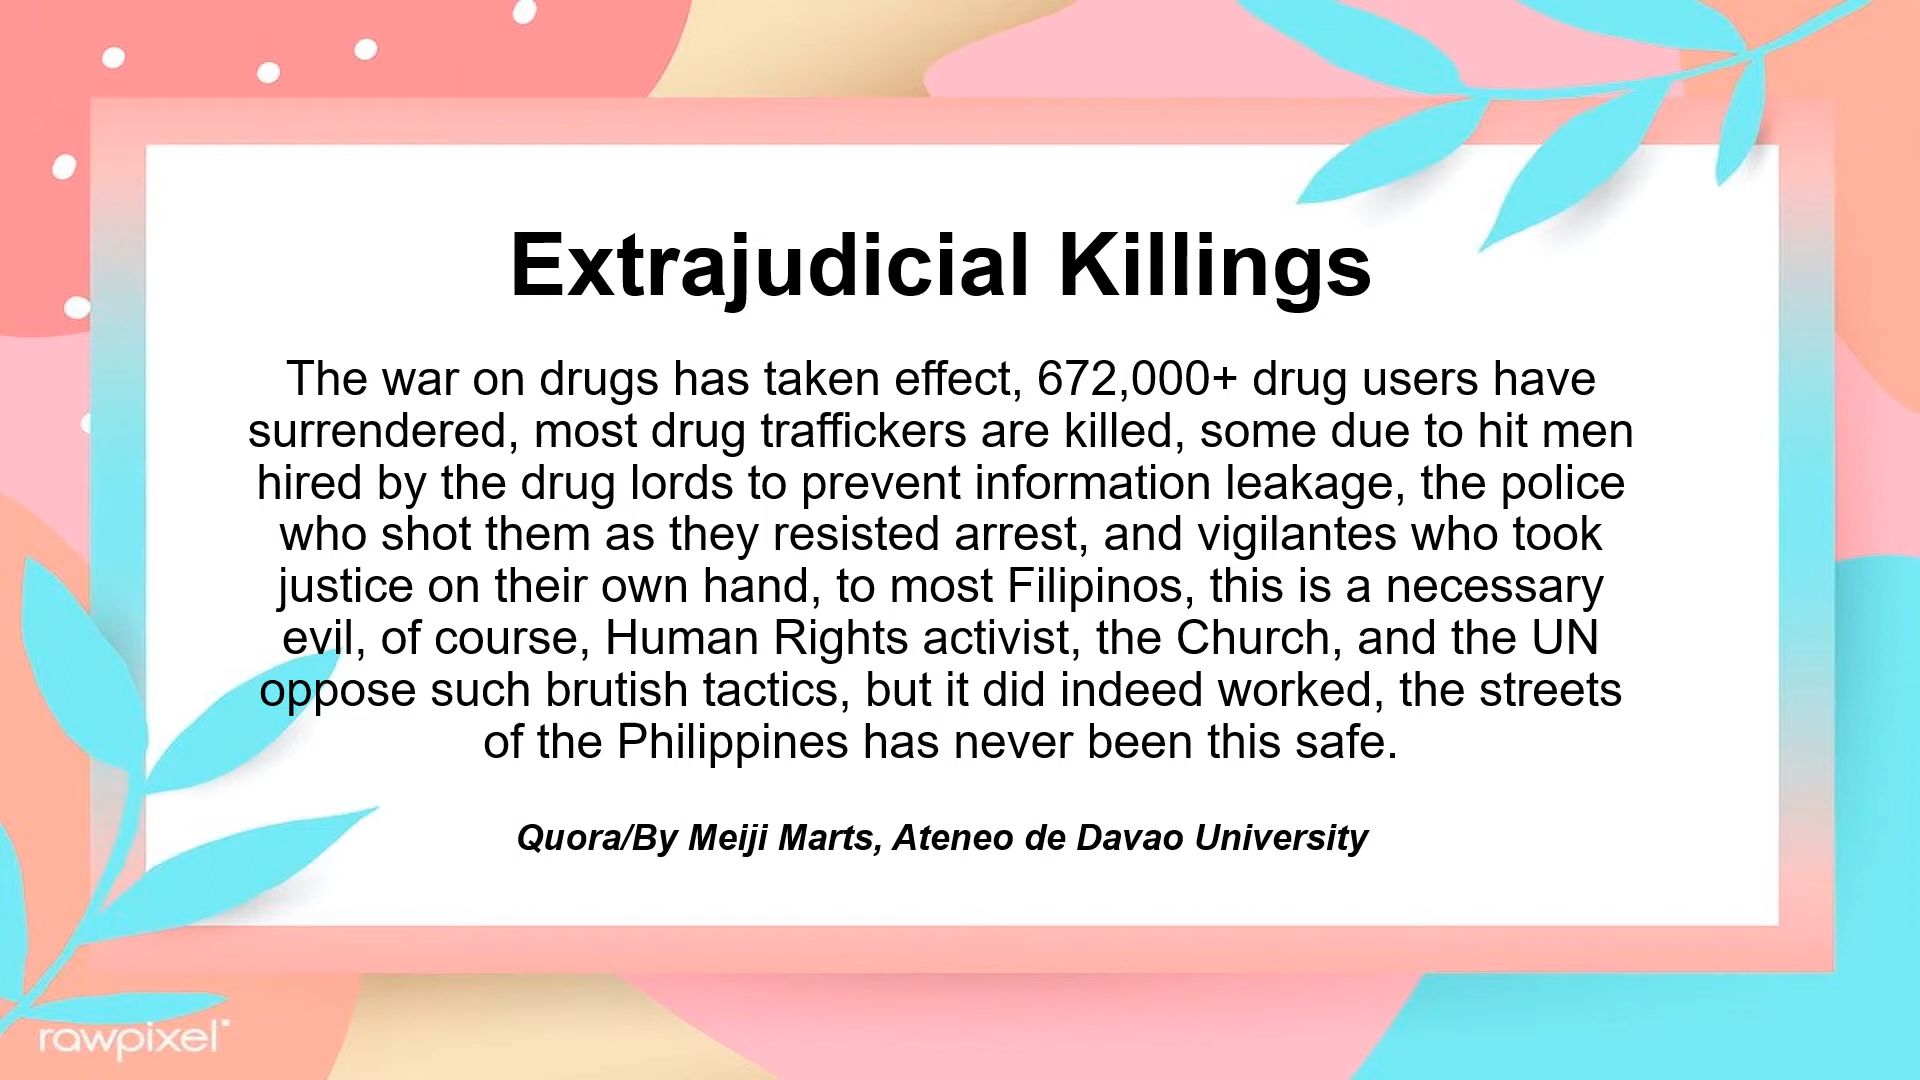 Extrajudicial Killings
The war on drugs has taken effect, 672,000+ drug users have
surrendered, most drug traffickers are killed, some due to hit men
hired by the drug lords to prevent information leakage, the police
who shot them as they resisted arrest, and vigilantes who took
justice on their own hand, to most Filipinos, this is a necessary
evil, of course, Human Rights activist, the Church, and the UN
oppose such brutish tactics, but it did indeed worked, the streets
of the Philippines has never been this safe.
Quora/By Meiji Marts, Ateneo de Davao University
rawpixel